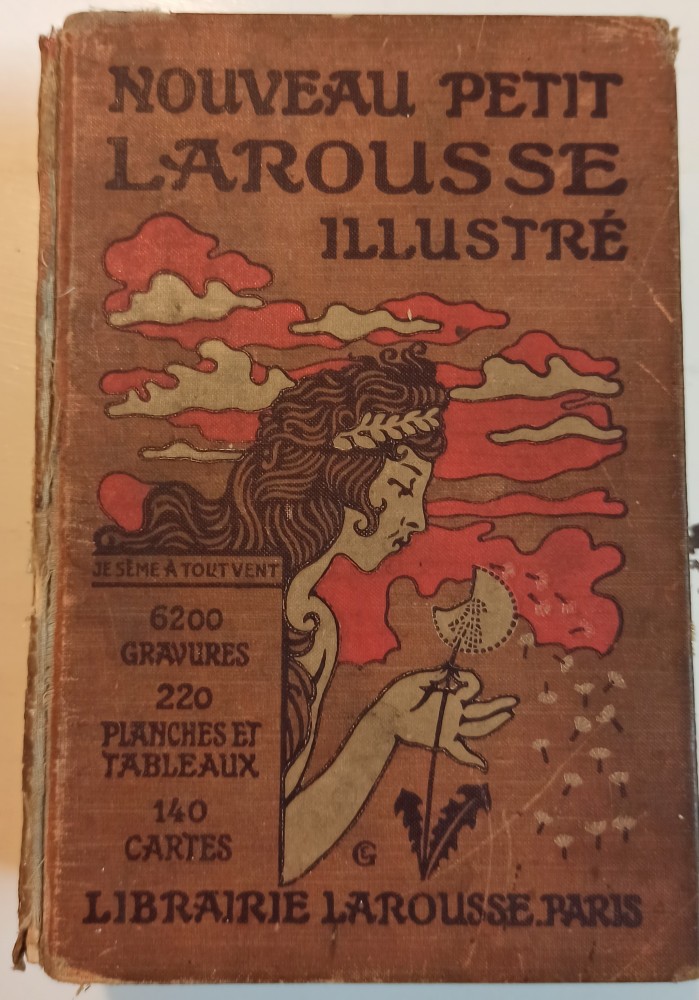 NOUVEAU PETIT
LAROUSSE
ILLUSTRÉ
JE SÈME À TOUT VENT
6200
GRAVURES
220
PLANCHES ET
TABLEAUX
140
CARTES
LIBRAIRIE LAROUSSE. PARIS